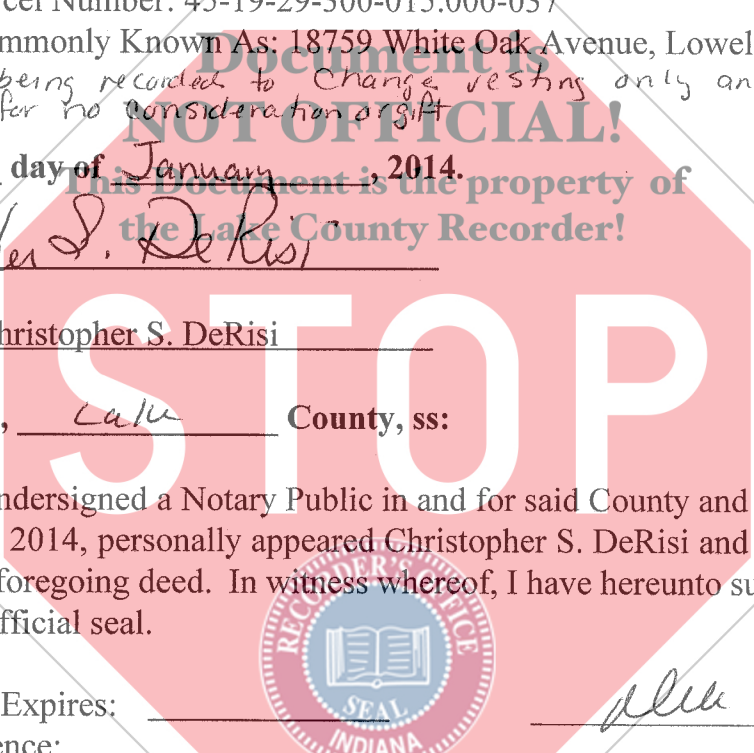 cel Number: 45-19-29-300-015.000-037
mmonly Known As: 18759 White Oak Avenue, Lowel
Document is
being recorded to change vesting only an
for no consideration or gift
NOT OFFICIAL!
day of January, 2014.
This Document is the property of
the Lake County Recorder!
er S. DeRisi
STOP
hristopher S. DeRisi
, Lake County, ss:
ndersigned a Notary Public in and for said County and
2014, personally appeared Christopher S. DeRisi and
foregoing deed. In witness whereof, I have hereunto su
fficial seal.
RECORDER'S OFFICE
SEAL
INDIANA
Expires:
ence: